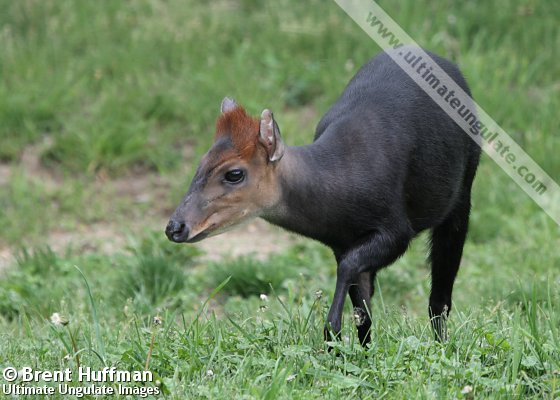 www.ultimateungulate.com
© Brent Huffman
Ultimate Ungulate Images